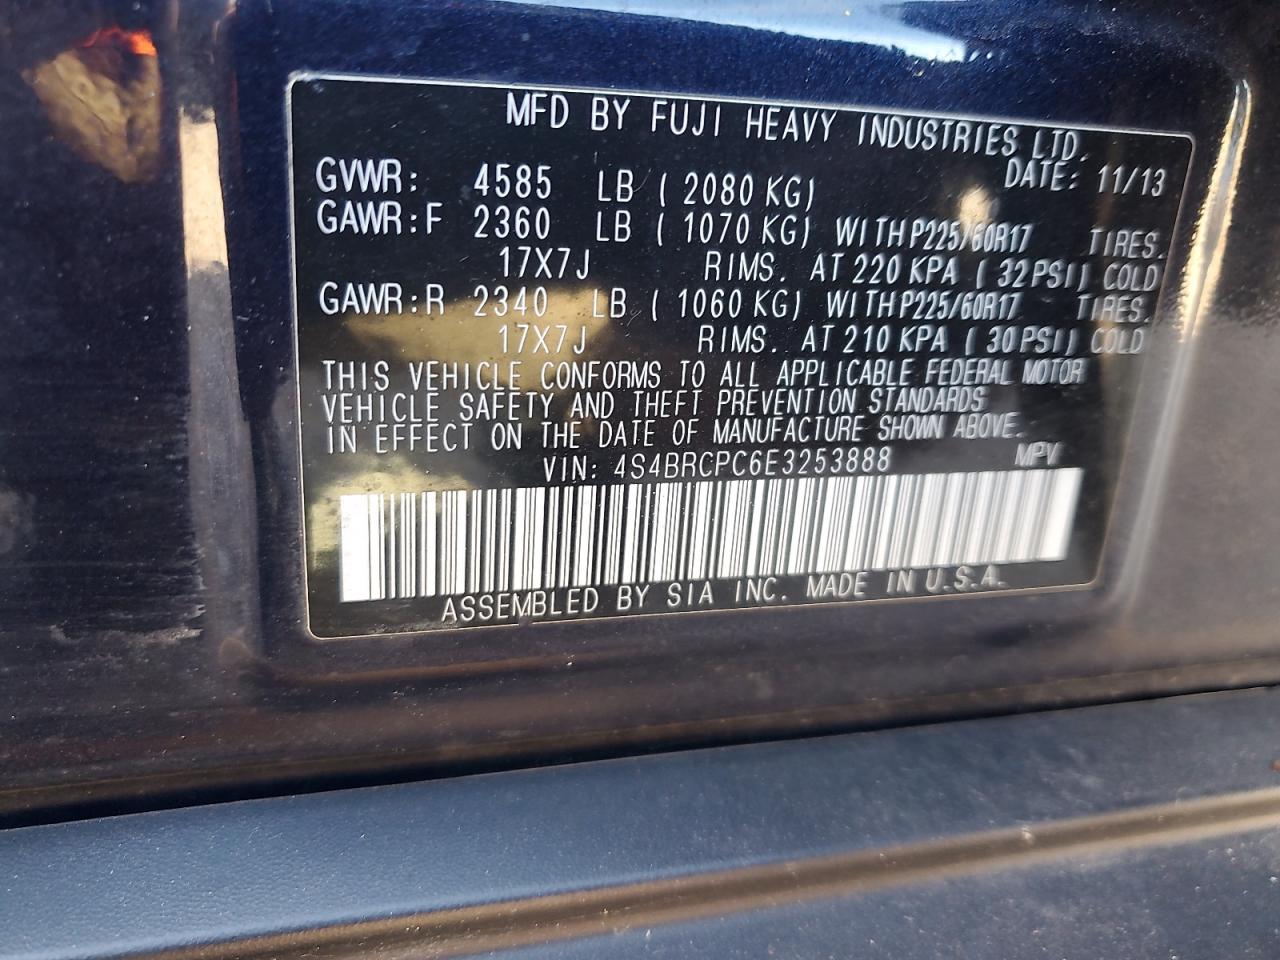 MFD BY FUJI HEAVY INDUSTRIES LTD.
DATE: 11/13
GVWR: 4585 LB ( 2080 KG)
GAWR:F 2360 LB ( 1070 KG) WITH P225/60R17 TIRES.
17X7J RIMS. AT 220 KPA ( 32PSI) COLD
GAWR:R 2340 LB ( 1060 KG) WITH P225/60R17 TIRES.
17X7J RIMS. AT 210 KPA ( 30PSI) COLD
THIS VEHICLE CONFORMS TO ALL APPLICABLE FEDERAL MOTOR
VEHICLE SAFETY AND THEFT PREVENTION STANDARDS
IN EFFECT ON THE DATE OF MANUFACTURE SHOWN ABOVE.
VIN: 4S4BRCPC6E3253888 MPV
ASSEMBLED BY SIA INC. MADE IN U.S.A.